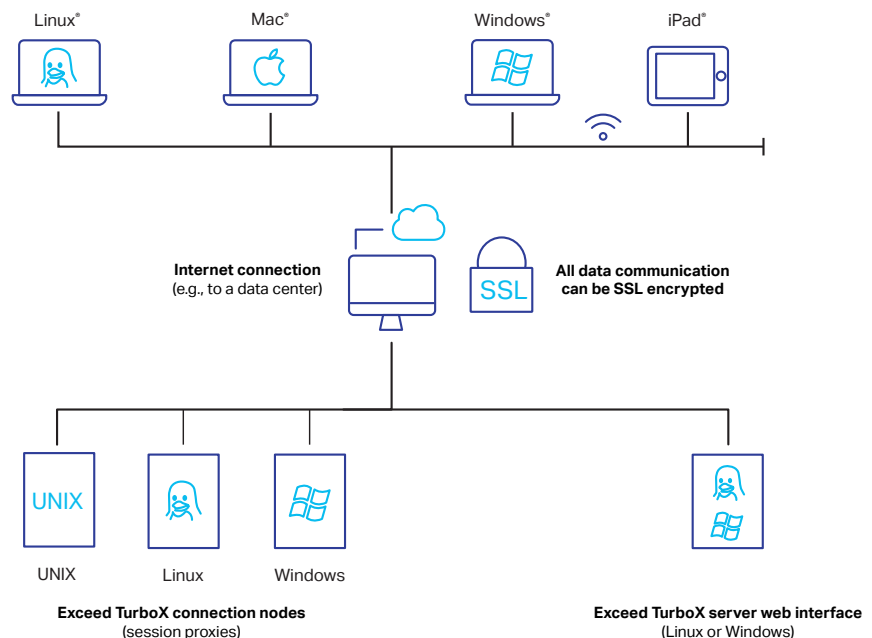 Linux®
Mac®
Windows®
iPad®
Internet connection
(e.g., to a data center)
SSL
All data communication
can be SSL encrypted
UNIX
UNIX
Linux
Windows
Exceed TurboX connection nodes
(session proxies)
Exceed TurboX server web interface
(Linux or Windows)